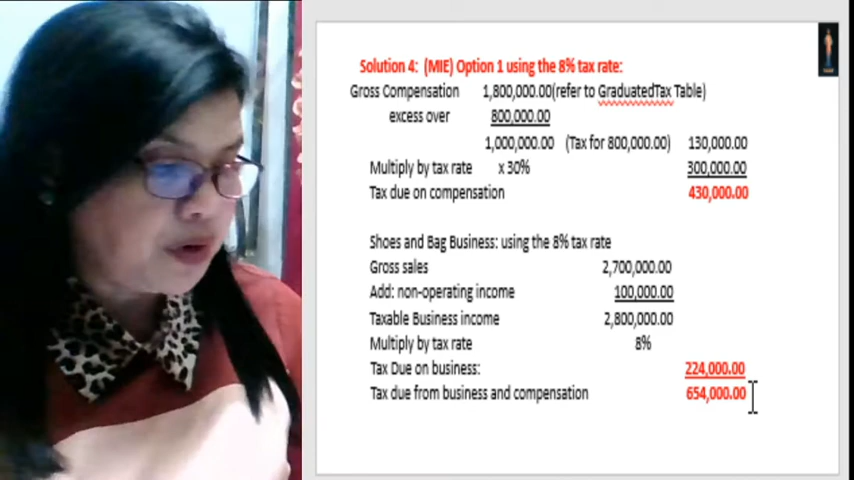 Solution 4: (MIE) Option 1 using the 8% tax rate:
Gross Compensation 1,800,000.00(refer to GraduatedTax Table)
excess over 800,000.00
1,000,000.00 (Tax for 800,000.00) 130,000.00
Multiply by tax rate x 30% 300,000.00
Tax due on compensation 430,000.00
Shoes and Bag Business: using the 8% tax rate
Gross sales 2,700,000.00
Add: non-operating income 100,000.00
Taxable Business income 2,800,000.00
Multiply by tax rate 8%
Tax Due on business: 224,000.00
Tax due from business and compensation 654,000.00